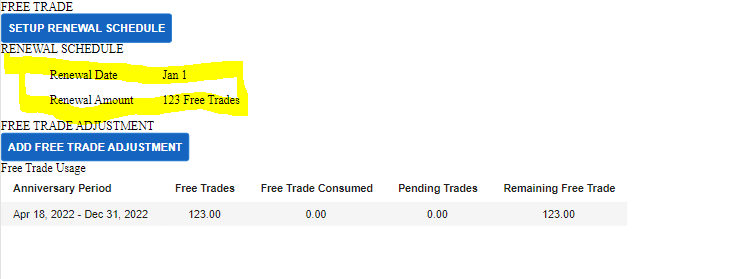 FREE TRADE
SETUP RENEWAL SCHEDULE
RENEWAL SCHEDULE
Renewal Date Jan 1
Renewal Amount 123 Free Trades
FREE TRADE ADJUSTMENT
ADD FREE TRADE ADJUSTMENT
Free Trade Usage
Anniversary Period Free Trades Free Trade Consumed Pending Trades Remaining Free Trade
Apr 18, 2022 - Dec 31, 2022 123.00 0.00 0.00 123.00